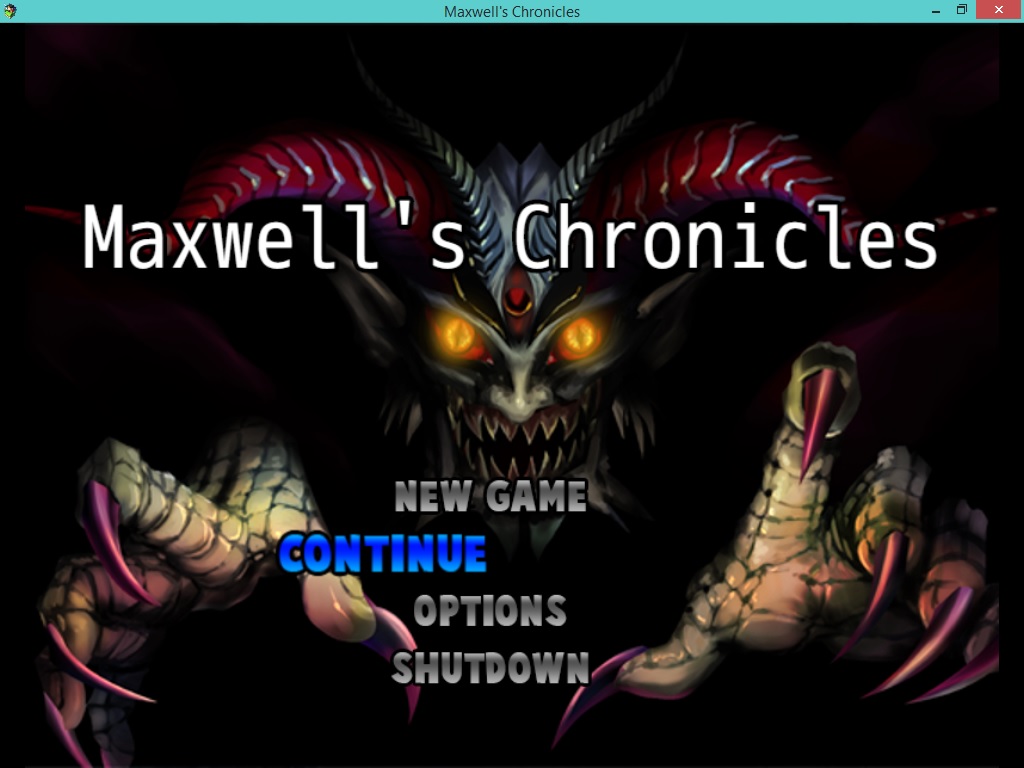 Maxwell's Chronicles
Maxwell's Chronicles
NEW GAME
CONTINUE
OPTIONS
SHUTDOWN